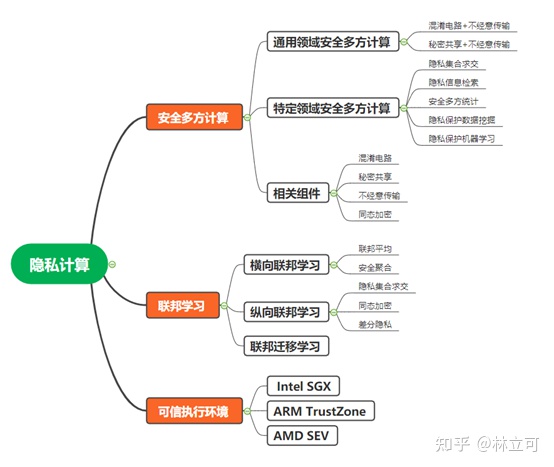 隐私计算
安全多方计算
通用领域安全多方计算
混淆电路+不经意传输
秘密共享+不经意传输
特定领域安全多方计算
隐私集合求交
隐私信息检索
安全多方统计
隐私保护数据挖掘
隐私保护机器学习
相关组件
混淆电路
秘密共享
不经意传输
同态加密
联邦学习
横向联邦学习
联邦平均
安全聚合
纵向联邦学习
隐私集合求交
同态加密
差分隐私
联邦迁移学习
可信执行环境
Intel SGX
ARM TrustZone
AMD SEV
知乎 @林立可